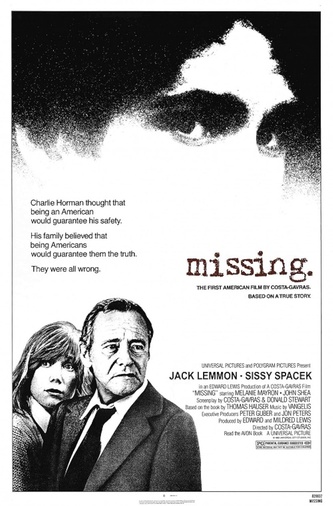 Charlie Horman thought that
being an American
would guarantee his safety.
His family believed that
being Americans
would guarantee them the truth.
They were all wrong.
missing.
THE FIRST AMERICAN FILM BY COSTA-GAVRAS.
BASED ON A TRUE STORY.
UNIVERSAL PICTURES and POLYGRAM PICTURES Present
JACK LEMMON · SISSY SPACEK
in an EDWARD LEWIS Production of A COSTA-GAVRAS Film
"MISSING" starring MELANIE MAYRON · JOHN SHEA
Screenplay by COSTA-GAVRAS & DONALD STEWART
Based on the book by THOMAS HAUSER Music by VANGELIS
Executive Producers PETER GUBER and JON PETERS
Produced by EDWARD and MILDRED LEWIS
Directed by COSTA-GAVRAS
Read the AVON Book A UNIVERSAL PICTURE
PG
MISSING